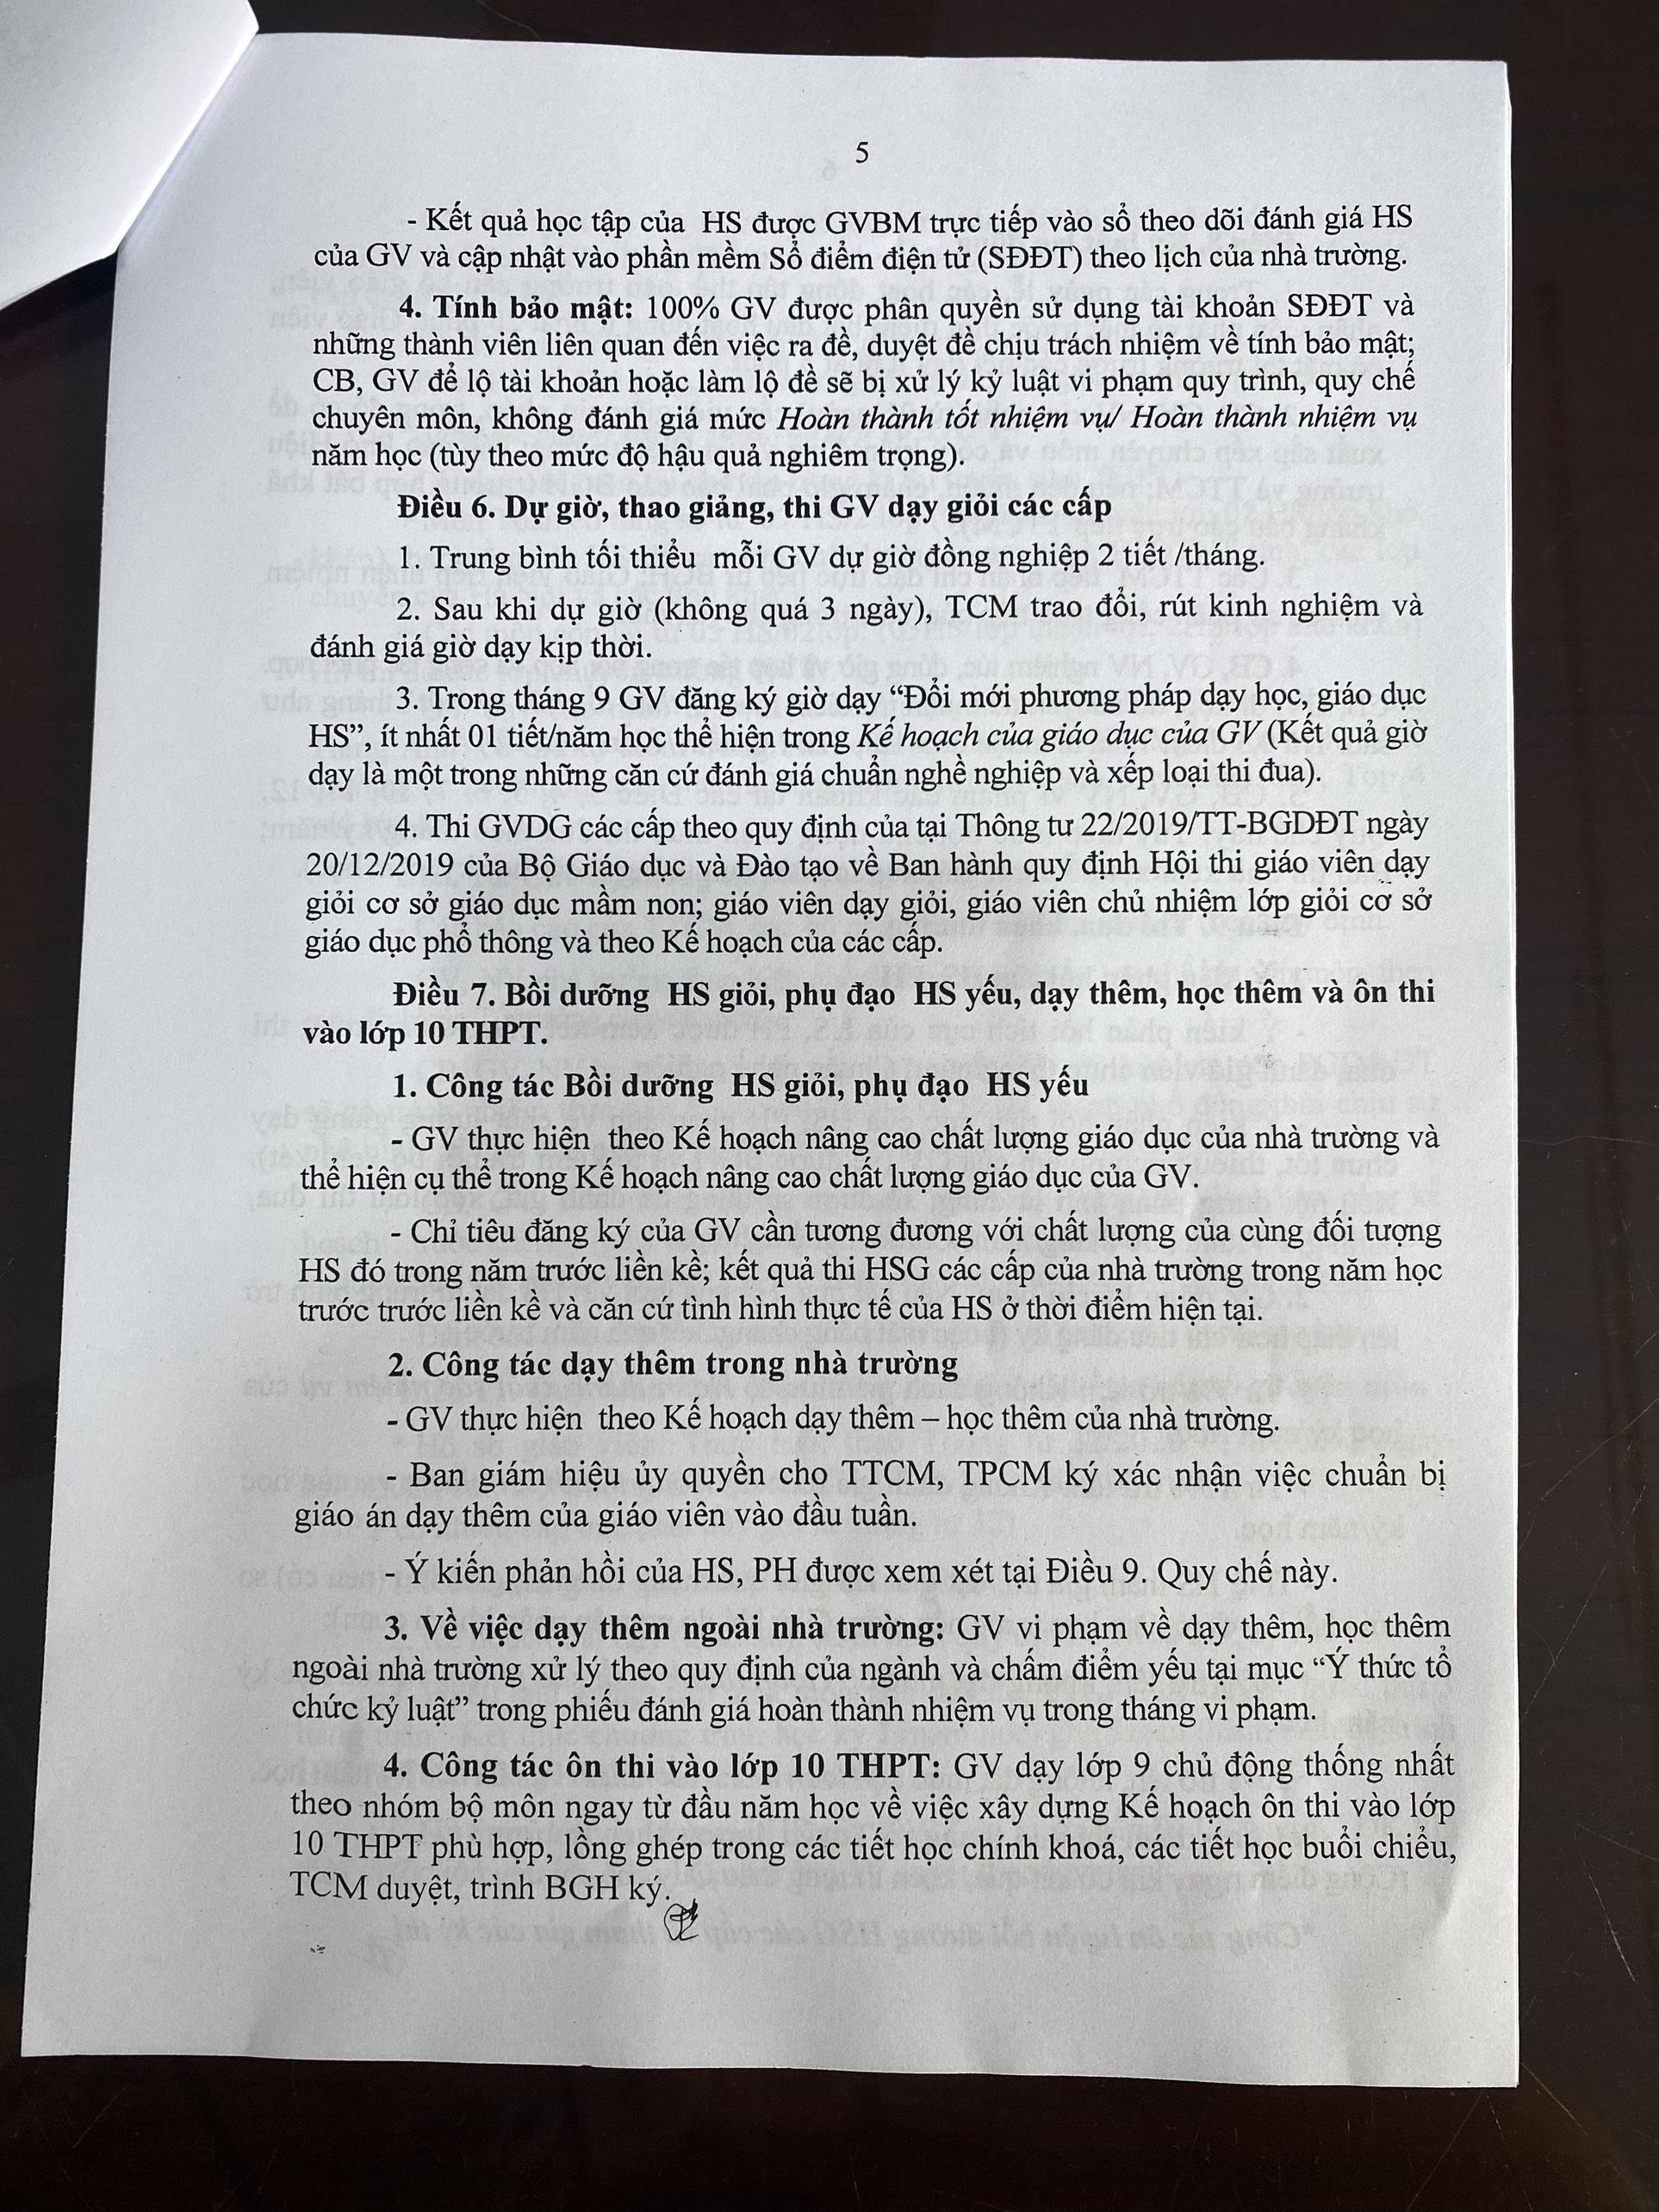 5
- Kết quả học tập của HS được GVBM trực tiếp vào sổ theo dõi đánh giá HS
của GV và cập nhật vào phần mềm Sổ điểm điện tử (SĐĐT) theo lịch của nhà trường.
4. Tính bảo mật: 100% GV được phân quyền sử dụng tài khoản SĐĐT và
những thành viên liên quan đến việc ra đề, duyệt đề chịu trách nhiệm về tính bảo mật;
CB, GV để lộ tài khoản hoặc làm lộ đề sẽ bị xử lý kỷ luật vi phạm quy trình, quy chế
chuyên môn, không đánh giá mức Hoàn thành tốt nhiệm vụ/ Hoàn thành nhiệm vụ
năm học (tùy theo mức độ hậu quả nghiêm trọng).
Điều 6. Dự giờ, thao giảng, thi GV dạy giỏi các cấp
1. Trung bình tối thiểu mỗi GV dự giờ đồng nghiệp 2 tiết /tháng.
2. Sau khi dự giờ (không quá 3 ngày), TCM trao đổi, rút kinh nghiệm và
đánh giá giờ dạy kịp thời.
3. Trong tháng 9 GV đăng ký giờ dạy “Đổi mới phương pháp dạy học, giáo dục
HS”, ít nhất 01 tiết/năm học thể hiện trong Kế hoạch của giáo dục của GV (Kết quả giờ
dạy là một trong những căn cứ đánh giá chuẩn nghề nghiệp và xếp loại thi đua).
4. Thi GVDG các cấp theo quy định của tại Thông tư 22/2019/TT-BGDĐT ngày
20/12/2019 của Bộ Giáo dục và Đào tạo về Ban hành quy định Hội thi giáo viên dạy
giỏi cơ sở giáo dục mầm non; giáo viên dạy giỏi, giáo viên chủ nhiệm lớp giỏi cơ sở
giáo dục phổ thông và theo Kế hoạch của các cấp.
Điều 7. Bồi dưỡng HS giỏi, phụ đạo HS yếu, dạy thêm, học thêm và ôn thi
vào lớp 10 THPT.
1. Công tác Bồi dưỡng HS giỏi, phụ đạo HS yếu
- GV thực hiện theo Kế hoạch nâng cao chất lượng giáo dục của nhà trường và
thể hiện cụ thể trong Kế hoạch nâng cao chất lượng giáo dục của GV.
- Chỉ tiêu đăng ký của GV cần tương đương với chất lượng của cùng đối tượng
HS đó trong năm trước liền kề; kết quả thi HSG các cấp của nhà trường trong năm học
trước trước liền kề và căn cứ tình hình thực tế của HS ở thời điểm hiện tại.
2. Công tác dạy thêm trong nhà trường
- GV thực hiện theo Kế hoạch dạy thêm – học thêm của nhà trường.
- Ban giám hiệu ủy quyền cho TTCM, TPCM ký xác nhận việc chuẩn bị
giáo án dạy thêm của giáo viên vào đầu tuần.
- Ý kiến phản hồi của HS, PH được xem xét tại Điều 9. Quy chế này.
3. Về việc dạy thêm ngoài nhà trường: GV vi phạm về dạy thêm, học thêm
ngoài nhà trường xử lý theo quy định của ngành và chấm điểm yếu tại mục “Ý thức tổ
chức kỷ luật” trong phiếu đánh giá hoàn thành nhiệm vụ trong tháng vi phạm.
4. Công tác ôn thi vào lớp 10 THPT: GV dạy lớp 9 chủ động thống nhất
theo nhóm bộ môn ngay từ đầu năm học về việc xây dựng Kế hoạch ôn thi vào lớp
10 THPT phù hợp, lồng ghép trong các tiết học chính khoá, các tiết học buổi chiều,
TCM duyệt, trình BGH ký.